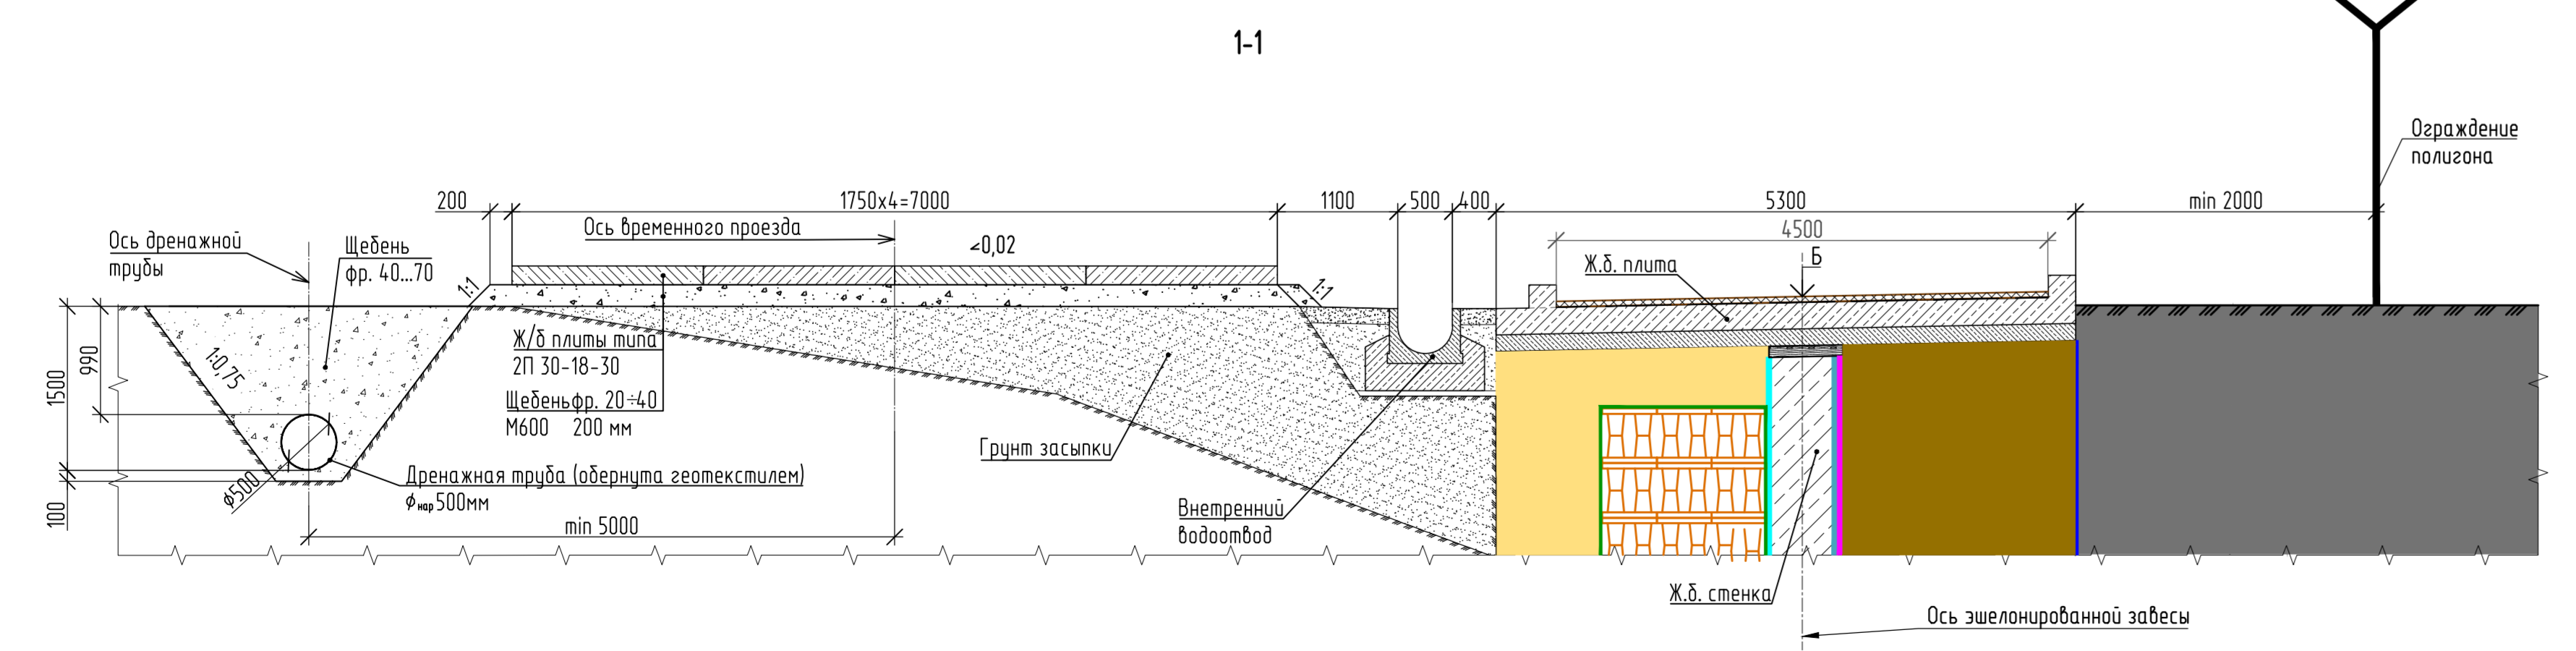 1-1
Ограждение
полигона
200
1750х4=7000
1100
500
400
5300
min 2000
4500
Ось временного проезда
<0,02
Ось дренажной
трубы
Щебень
фр. 40...70
1:1
1:1
Ж.б. плита
Б
990
1500
100
1:0,75
Ж/б плиты типа
2П 30-18-30
Щебеньфр. 20÷40
М600 200 мм
Грунт засыпки
Дренажная труба (обернута геотекстилем)
ϕнар500мм
ϕ500
min 5000
Внетренний
водоотвод
Ж.б. стенка
Ось эшелонированной завесы